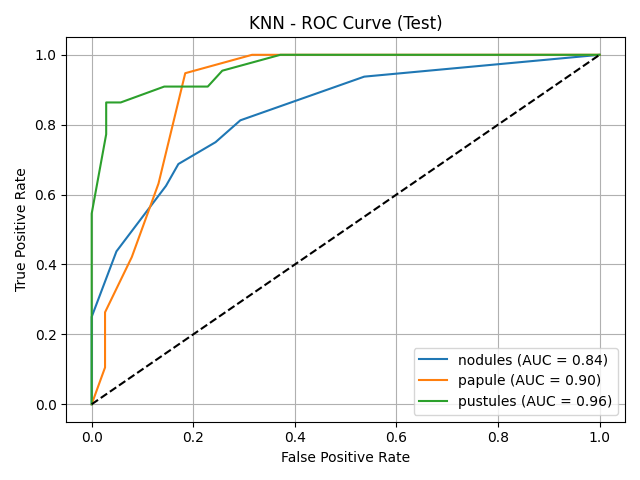 KNN - ROC Curve (Test)
True Positive Rate
1.0
0.8
0.6
0.4
0.2
0.0
0.0 0.2 0.4 0.6 0.8 1.0
False Positive Rate
nodules (AUC = 0.84)
papule (AUC = 0.90)
pustules (AUC = 0.96)